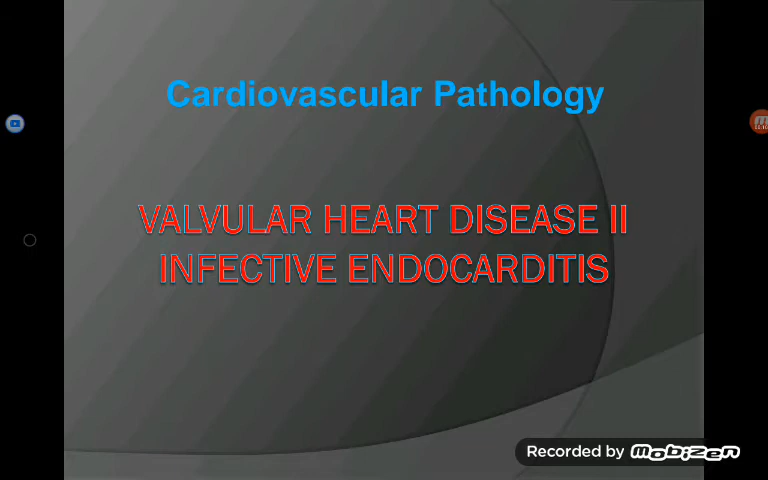 Cardiovascular Pathology
VALVULAR HEART DISEASE II
INFECTIVE ENDOCARDITIS
Recorded by Mobizen